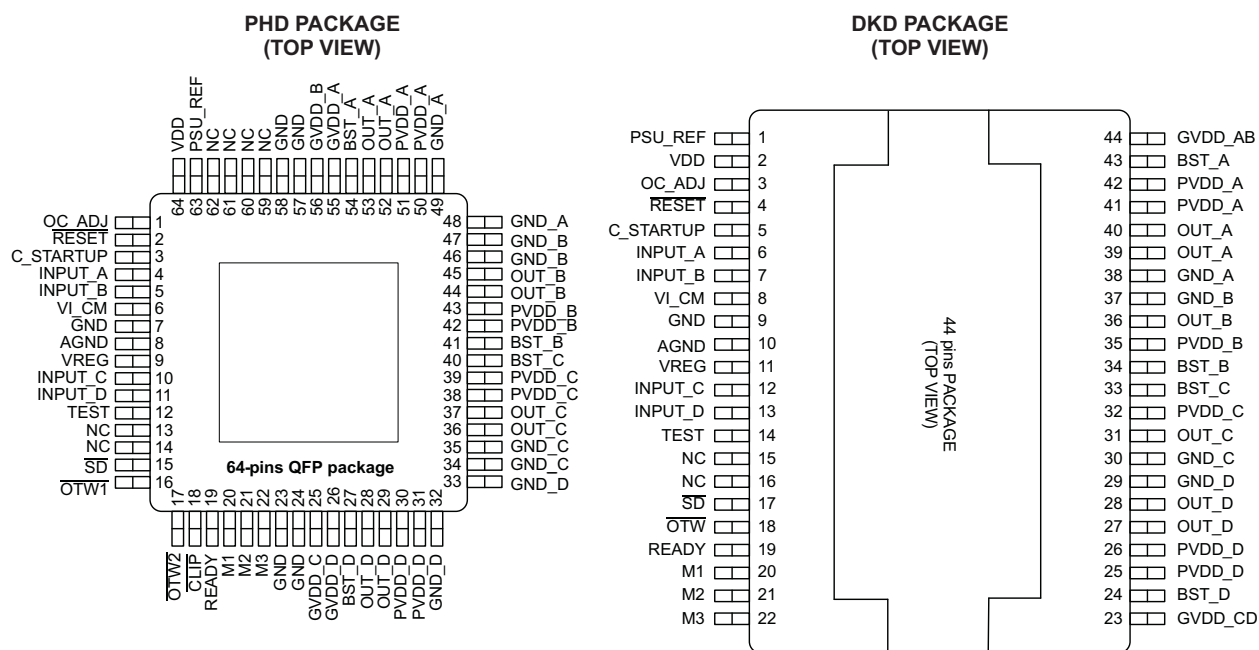 PHD PACKAGE
(TOP VIEW)
VDD
PSU_REF
NC
NC
NC
NC
GND
GND
GVDD_B
GVDD_A
BST_A
OUT_A
OUT_A
PVDD_A
PVDD_A
GND_A
64
63
62
61
60
59
58
57
56
55
54
53
52
51
50
49
OC_ADJ 1
RESET 2
C_STARTUP 3
INPUT_A 4
INPUT_B 5
VI_CM 6
GND 7
AGND 8
VREG 9
INPUT_C 10
INPUT_D 11
TEST 12
NC 13
NC 14
SD 15
OTW1 16
48 GND_A
47 GND_B
46 GND_B
45 OUT_B
44 OUT_B
43 PVDD_B
42 PVDD_B
41 BST_B
40 BST_C
39 PVDD_C
38 PVDD_C
37 OUT_C
36 OUT_C
35 GND_C
34 GND_C
33 GND_D
64-pins QFP package
17
18
19
20
21
22
23
24
25
26
27
28
29
30
31
32
OTW2
CLIP
READY
M1
M2
M3
GND
GND
GVDD_C
GVDD_D
BST_D
OUT_D
OUT_D
PVDD_D
PVDD_D
GND_D
DKD PACKAGE
(TOP VIEW)
PSU_REF 1
VDD 2
OC_ADJ 3
RESET 4
C_STARTUP 5
INPUT_A 6
INPUT_B 7
VI_CM 8
GND 9
AGND 10
VREG 11
INPUT_C 12
INPUT_D 13
TEST 14
NC 15
NC 16
SD 17
OTW 18
READY 19
M1 20
M2 21
M3 22
44 pins PACKAGE
(TOP VIEW)
44 GVDD_AB
43 BST_A
42 PVDD_A
41 PVDD_A
40 OUT_A
39 OUT_A
38 GND_A
37 GND_B
36 OUT_B
35 PVDD_B
34 BST_B
33 BST_C
32 PVDD_C
31 OUT_C
30 GND_C
29 GND_D
28 OUT_D
27 OUT_D
26 PVDD_D
25 PVDD_D
24 BST_D
23 GVDD_CD